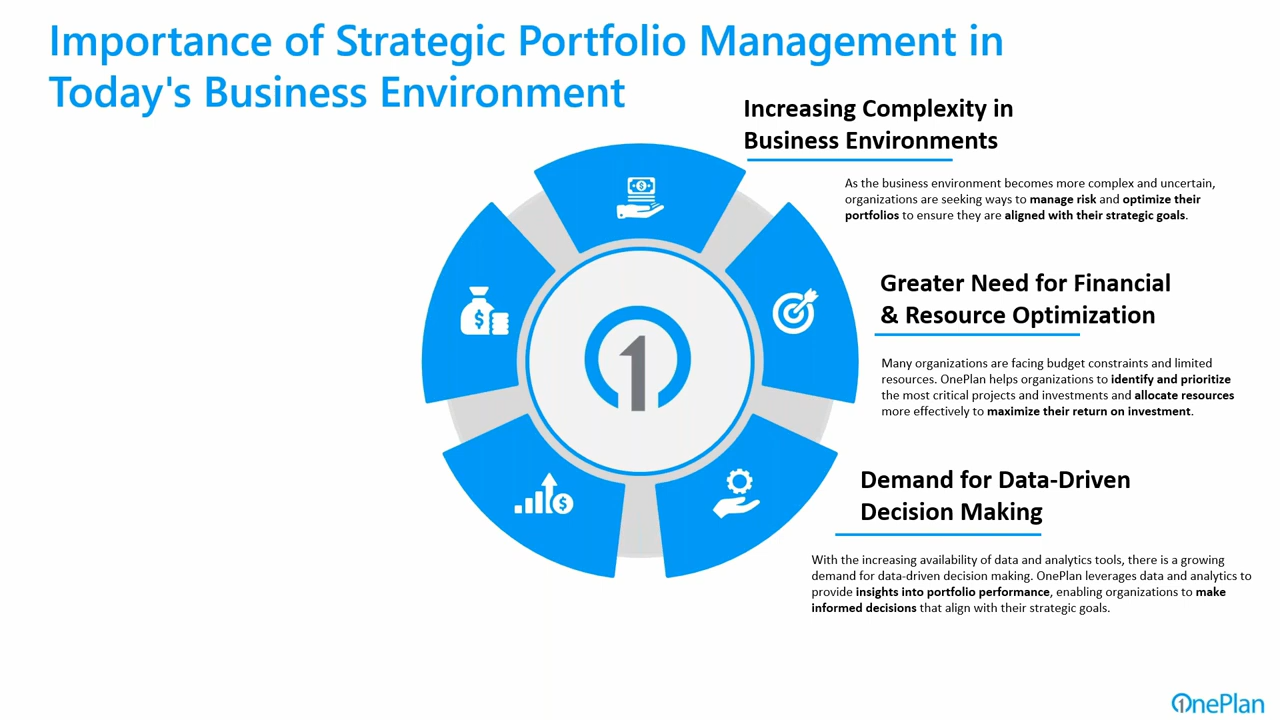 Importance of Strategic Portfolio Management in
Today's Business Environment
Increasing Complexity in
Business Environments
As the business environment becomes more complex and uncertain,
organizations are seeking ways to manage risk and optimize their
portfolios to ensure they are aligned with their strategic goals.
Greater Need for Financial
& Resource Optimization
Many organizations are facing budget constraints and limited
resources. OnePlan helps organizations to identify and prioritize
the most critical projects and investments and allocate resources
more effectively to maximize their return on investment.
Demand for Data-Driven
Decision Making
With the increasing availability of data and analytics tools, there is a growing
demand for data-driven decision making. OnePlan leverages data and analytics to
provide insights into portfolio performance, enabling organizations to make
informed decisions that align with their strategic goals.
$
$
1
$
OnePlan